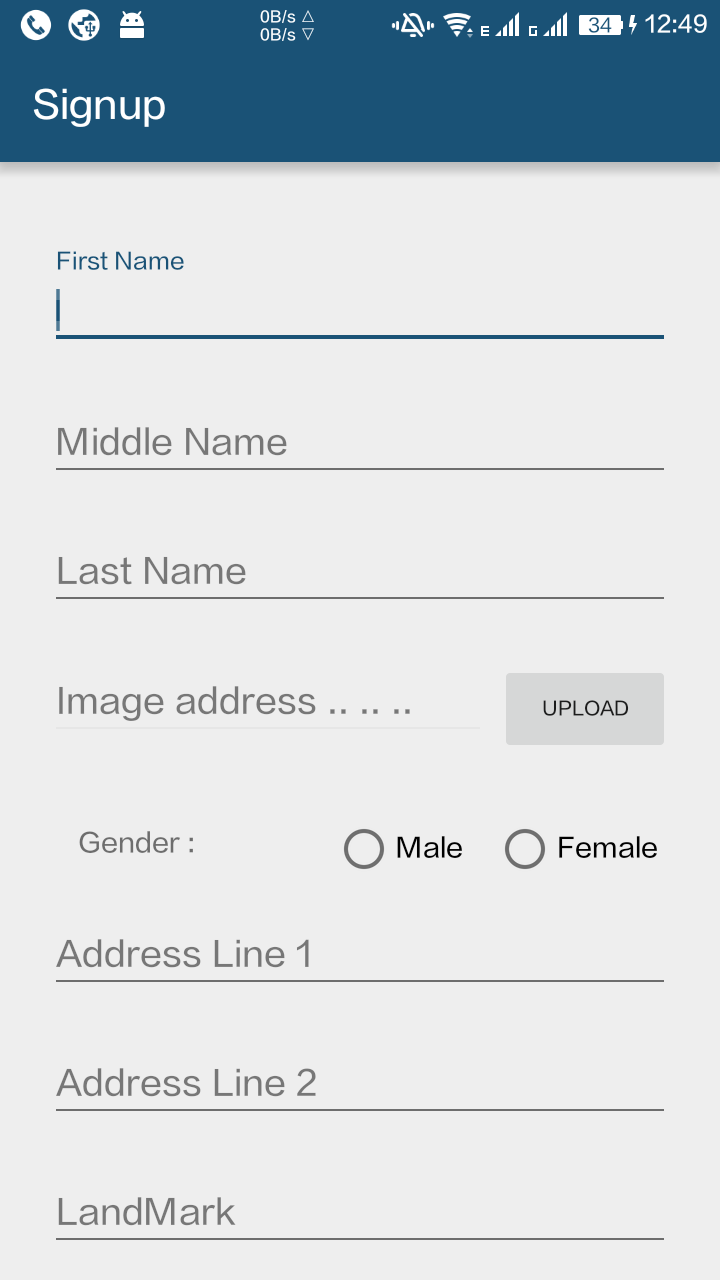 0B/s △
0B/s ▽
E G 34 12:49
Signup
First Name
Middle Name
Last Name
Image address .. .. ..
UPLOAD
Gender : Male Female
Address Line 1
Address Line 2
LandMark